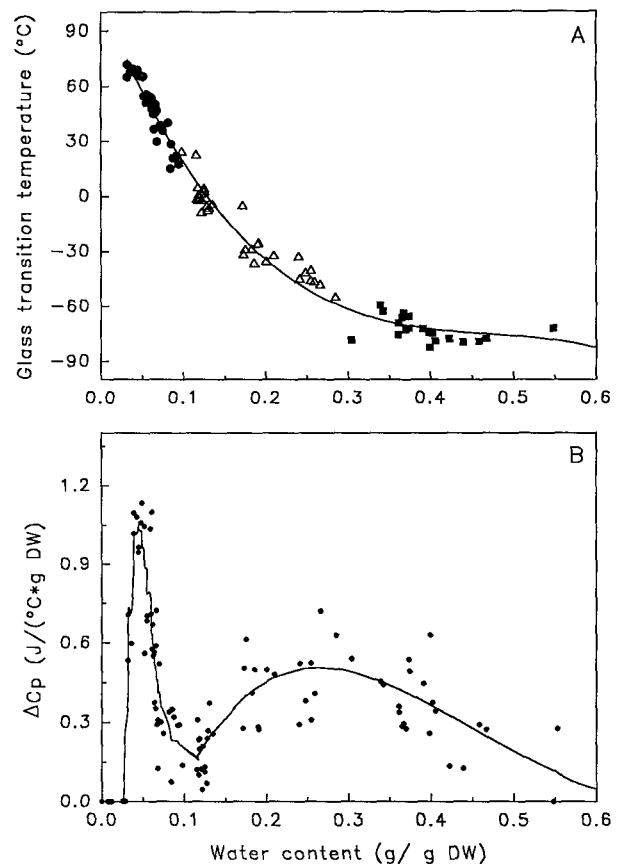 A
Glass transition temperature (°C)
90
60
30
0
−30
−60
−90
0.0 0.1 0.2 0.3 0.4 0.5 0.6
B
ΔCp (J/(°C*g DW)
1.2
0.9
0.6
0.3
0.0
0.0 0.1 0.2 0.3 0.4 0.5 0.6
Water content (g/ g DW)